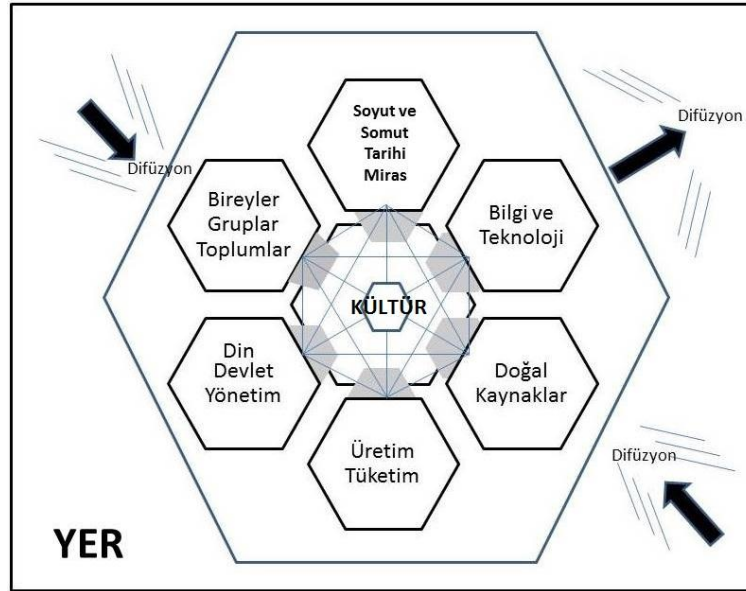 Soyut ve
Somut
Tarihi
Miras
Difüzyon
Difüzyon
Bireyler
Gruplar
Toplumlar
Bilgi ve
Teknoloji
KÜLTÜR
Din
Devlet
Yönetim
Doğal
Kaynaklar
Üretim
Tüketim
Difüzyon
YER